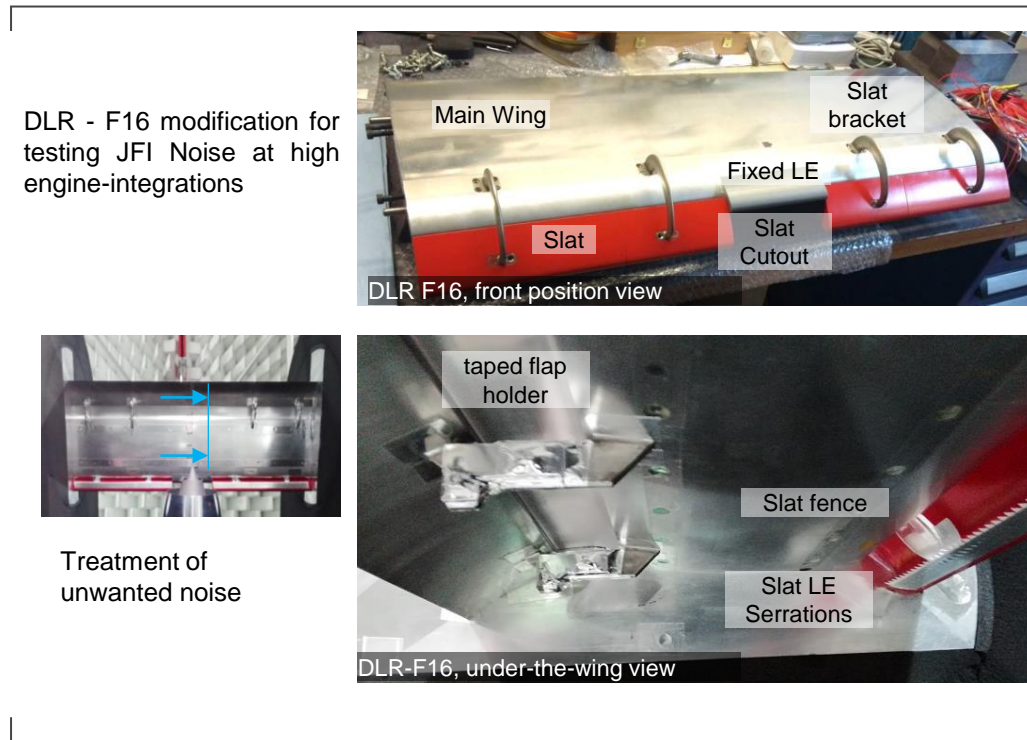 DLR - F16 modification for
testing JFI Noise at high
engine-integrations
Main Wing
Slat
bracket
Fixed LE
Slat
Slat
Cutout
DLR F16, front position view
Treatment of
unwanted noise
taped flap
holder
Slat fence
Slat LE
Serrations
DLR-F16, under-the-wing view